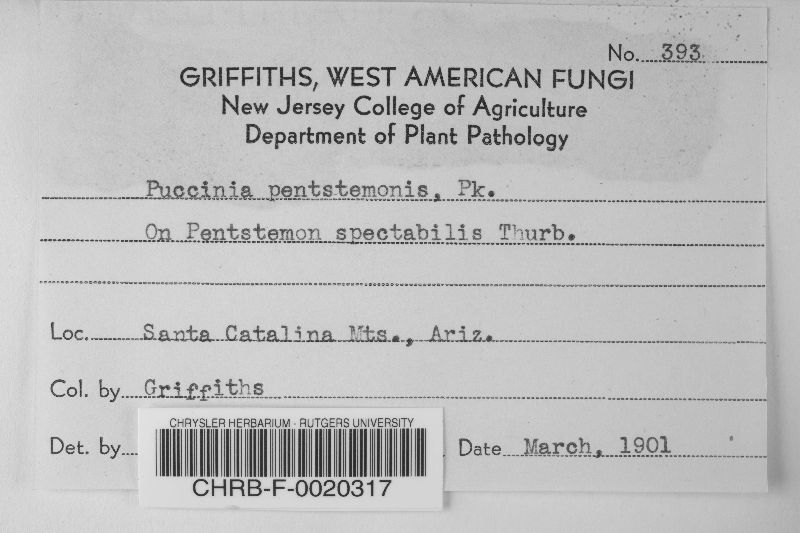 No. 393
GRIFFITHS, WEST AMERICAN FUNGI
New Jersey College of Agriculture
Department of Plant Pathology
Puccinia pentstemonis, Pk.
On Pentstemon spectabilis Thurb.
Loc. Santa Catalina Mts., Ariz.
Col. by Griffiths
Det. by Date March, 1901
CHRYSLER HERBARIUM - RUTGERS UNIVERSITY
CHRB-F-0020317